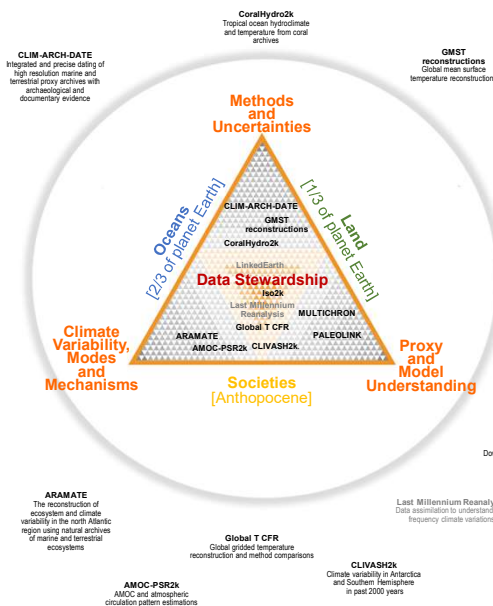 CoralHydro2k
Tropical ocean hydroclimate
and temperature from coral
archives
CLIM-ARCH-DATE
Integrated and precise dating of
high resolution marine and
terrestrial proxy archives with
archaeological and
documentary evidence
GMST
reconstructions
Global mean surface
temperature reconstruction
Methods
and
Uncertainties
Oceans
[2/3 of planet Earth]
Land
[1/3 of planet Earth]
CLIM-ARCH-DATE
GMST
reconstructions
CoralHydro2k
LinkedEarth
Data Stewardship
Iso2k
Last Millennium
Reanalysis
MULTICHRON
Global T CFR
ARAMATE
PALEOLINK
AMOC-PSR2k
CLIVASH2k
Climate
Variability,
Modes
and
Mechanisms
Proxy
and
Model
Understanding
Societies
[Anthopocene]
Do
ARAMATE
The reconstruction of
ecosystem and climate
variability in the north Atlantic
region using natural archives
of marine and terrestrial
ecosystems
Last Millennium Reanaly
Data assimilation to understand
frequency climate variations
Global T CFR
Global gridded temperature
reconstruction and method comparisons
AMOC-PSR2k
AMOC and atmospheric
circulation pattern estimations
CLIVASH2k
Climate variability in Antarctica
and Southern Hemisphere
in past 2000 years